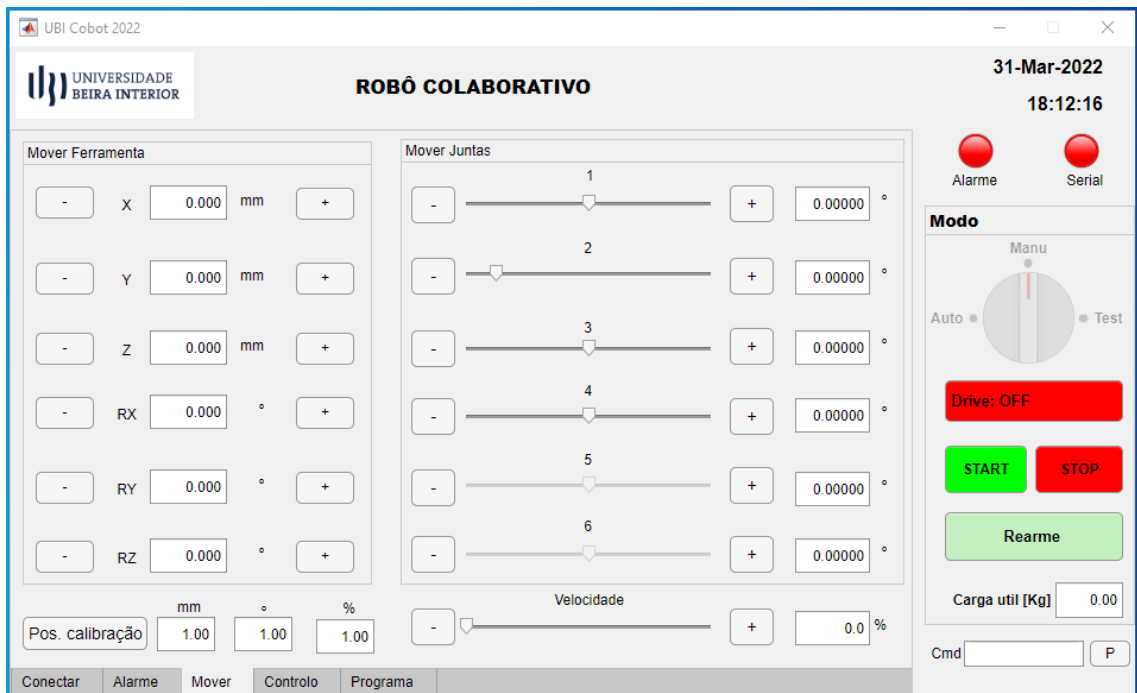 UBI Cobot 2022
UNIVERSIDADE
BEIRA INTERIOR
ROBÔ COLABORATIVO
31-Mar-2022
18:12:16
Alarme Serial
Mover Ferramenta
- X 0.000 mm +
- Y 0.000 mm +
- Z 0.000 mm +
- RX 0.000 ° +
- RY 0.000 ° +
- RZ 0.000 ° +
Mover Juntas
1
- + 0.00000 °
2
- + 0.00000 °
3
- + 0.00000 °
4
- + 0.00000 °
5
- + 0.00000 °
6
- + 0.00000 °
mm ° %
Pos. calibração 1.00 1.00 1.00
Velocidade
- + 0.0 %
Modo
Manu
Auto Test
Drive: OFF
START STOP
Rearme
Carga util [Kg] 0.00
Cmd P
Conectar Alarme Mover Controlo Programa